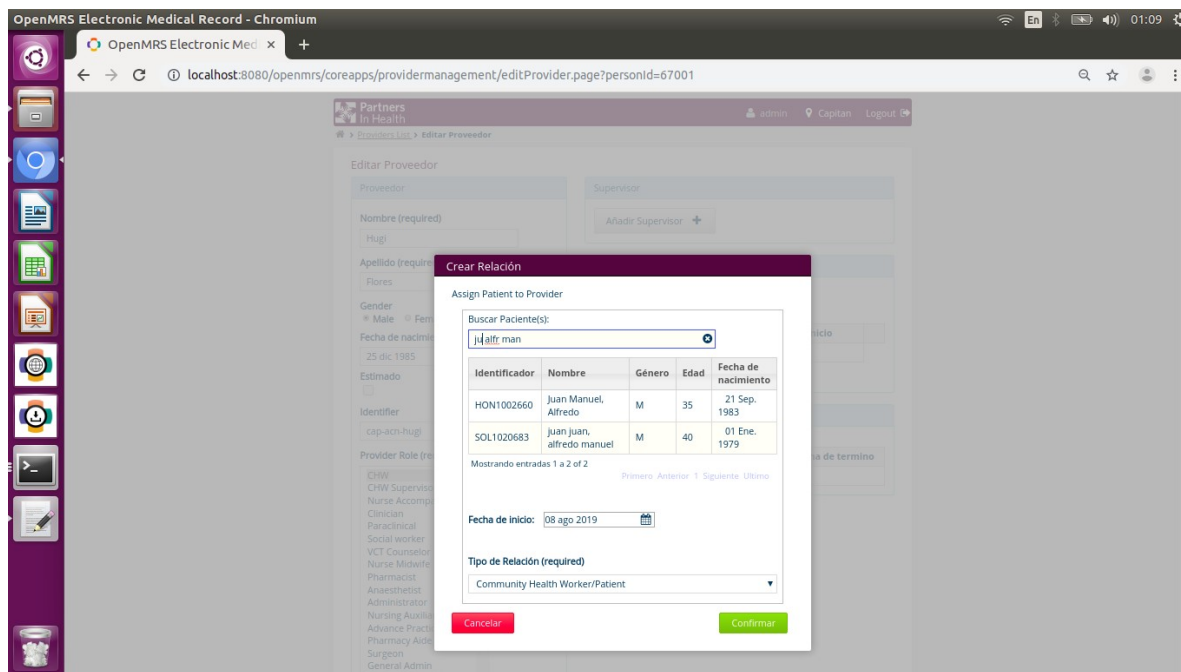 OpenMRS Electronic Medical Record - Chromium
En
01:09
OpenMRS Electronic Med
localhost:8080/openmrs/coreapps/providermanagement/editProvider.page?personId=67001
Partners
In Health
admin
Capitan
Logout
Providers List > Editar Proveedor
Editar Proveedor
Proveedor
Supervisor
Nombre (required)
Añadir Supervisor
Hugi
Apellido (require
Flores
Gender
Male
Fem
Fecha de nacimie
25 dic 1985
Estimado
Identifier
cap-acn-hugi
Provider Role (re
CHW
CHW Superviso
Nurse Accomp
Clinician
Paraclinical
Social worker
VCT Counselor
Nurse Midwife
Pharmacist
Anaesthetist
Administrator
Nursing Auxilia
Advance Practi
Pharmacy Aide
Surgeon
General Admin
nicio
a de termino
Crear Relación
Assign Patient to Provider
Buscar Paciente(s):
ju alfr man
Identificador Nombre Género Edad Fecha de nacimiento
HON1002660 Juan Manuel, Alfredo M 35 21 Sep. 1983
SOL1020683 juan juan, alfredo manuel M 40 01 Ene. 1979
Mostrando entradas 1 a 2 of 2
Primero Anterior 1 Siguiente Ultimo
Fecha de inicio: 08 ago 2019
Tipo de Relación (required)
Community Health Worker/Patient
Cancelar
Confirmar